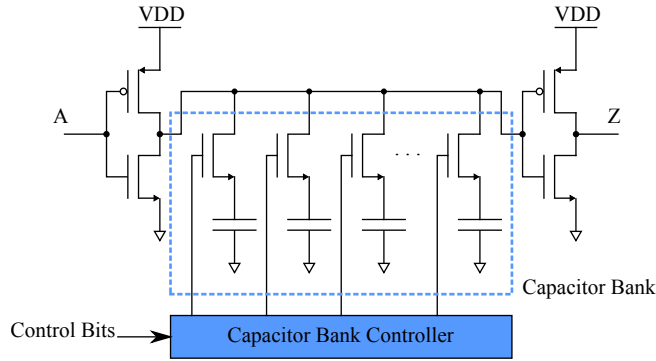 VDD
VDD
A
Z
. . .
Capacitor Bank
Control Bits
Capacitor Bank Controller